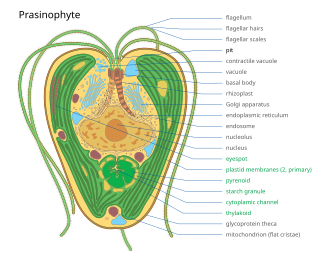 Prasinophyte
flagellum
flagellar hairs
flagellar scales
pit
contractile vacuole
vacuole
basal body
rhizoplast
Golgi apparatus
endoplasmic reticulum
endosome
nucleolus
nucleus
eyespot
plastid membranes (2, primary)
pyrenoid
starch granule
cytoplasmic channel
thylakoid
glycoprotein theca
mitochondrion (flat cristae)